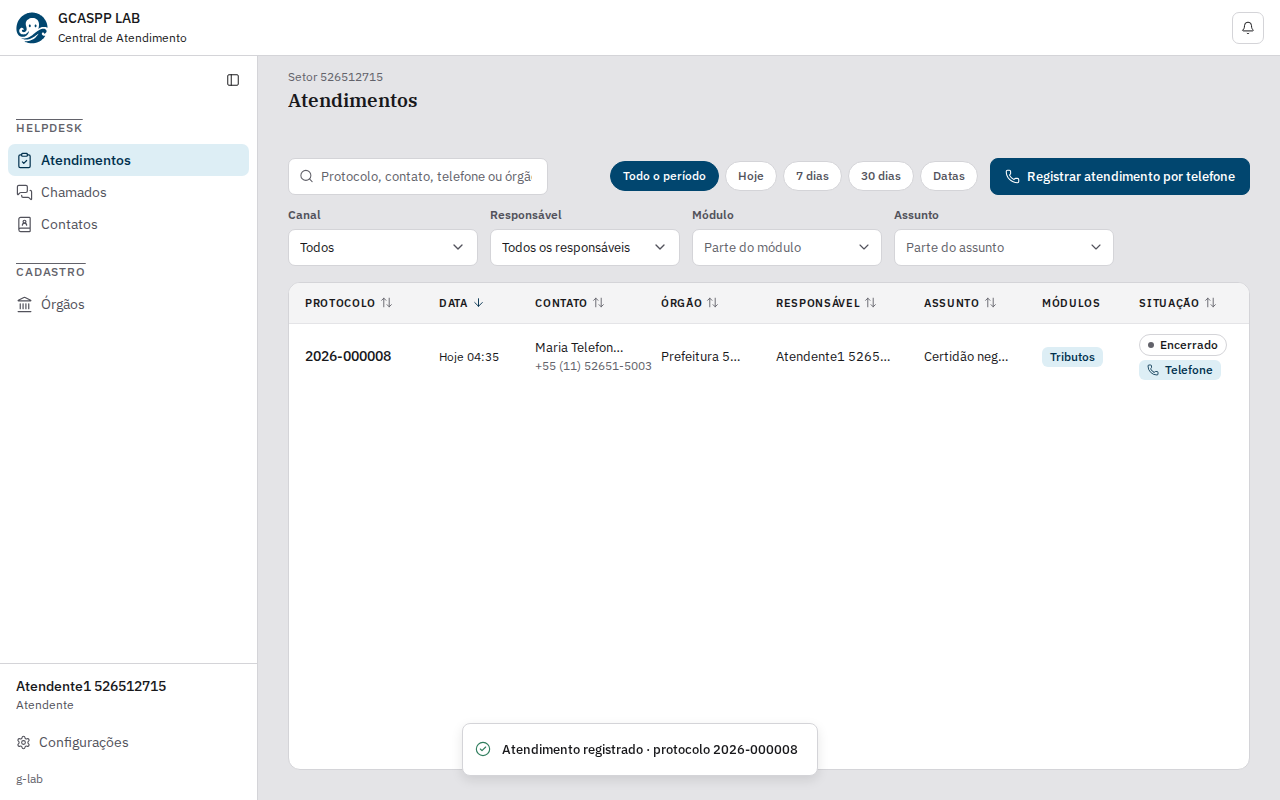 GCASPP LAB
Central de Atendimento
HELPDESK
Atendimentos
Chamados
Contatos
CADASTRO
Órgãos
Atendente1 526512715
Atendente
Configurações
g-lab
Setor 526512715
Atendimentos
Protocolo, contato, telefone ou órgã
Todo o período
Hoje
7 dias
30 dias
Datas
Registrar atendimento por telefone
Canal
Responsável
Módulo
Assunto
Todos
Todos os responsáveis
Parte do módulo
Parte do assunto
PROTOCOLO
DATA
CONTATO
ÓRGÃO
RESPONSÁVEL
ASSUNTO
MÓDULOS
SITUAÇÃO
2026-000008
Hoje 04:35
Maria Telefon...
+55 (11) 52651-5003
Prefeitura 5...
Atendente1 5265...
Certidão neg...
Tributos
Encerrado
Telefone
Atendimento registrado · protocolo 2026-000008